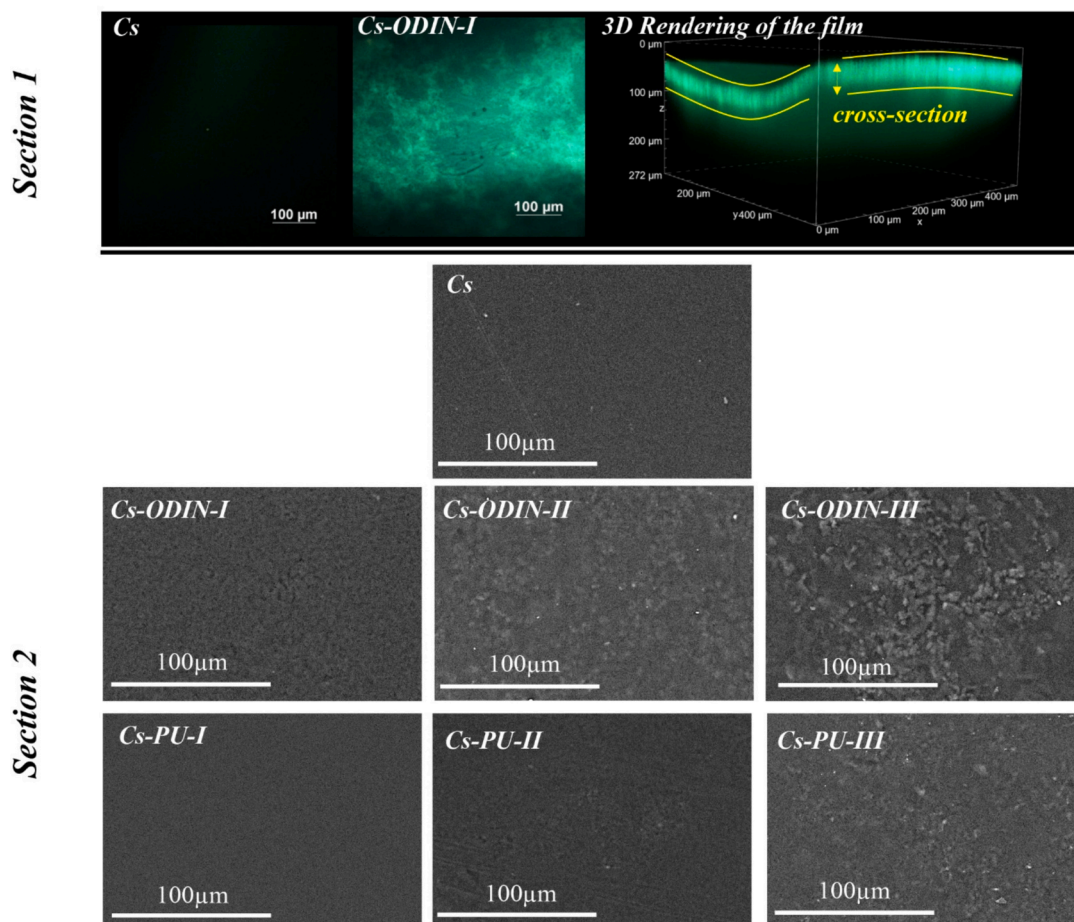 Section 1
Cs
Cs-ODIN-I
3D Rendering of the film
100 µm
100 µm
0 µm
100 µm
z
200 µm
272 µm
200 µm
y400 µm
0 µm
100 µm
200 µm
x
300 µm
400 µm
cross-section
Section 2
Cs
100µm
Cs-ODIN-I
100µm
Cs-ODIN-II
100µm
Cs-ODIN-III
100µm
Cs-PU-I
100µm
Cs-PU-II
100µm
Cs-PU-III
100µm